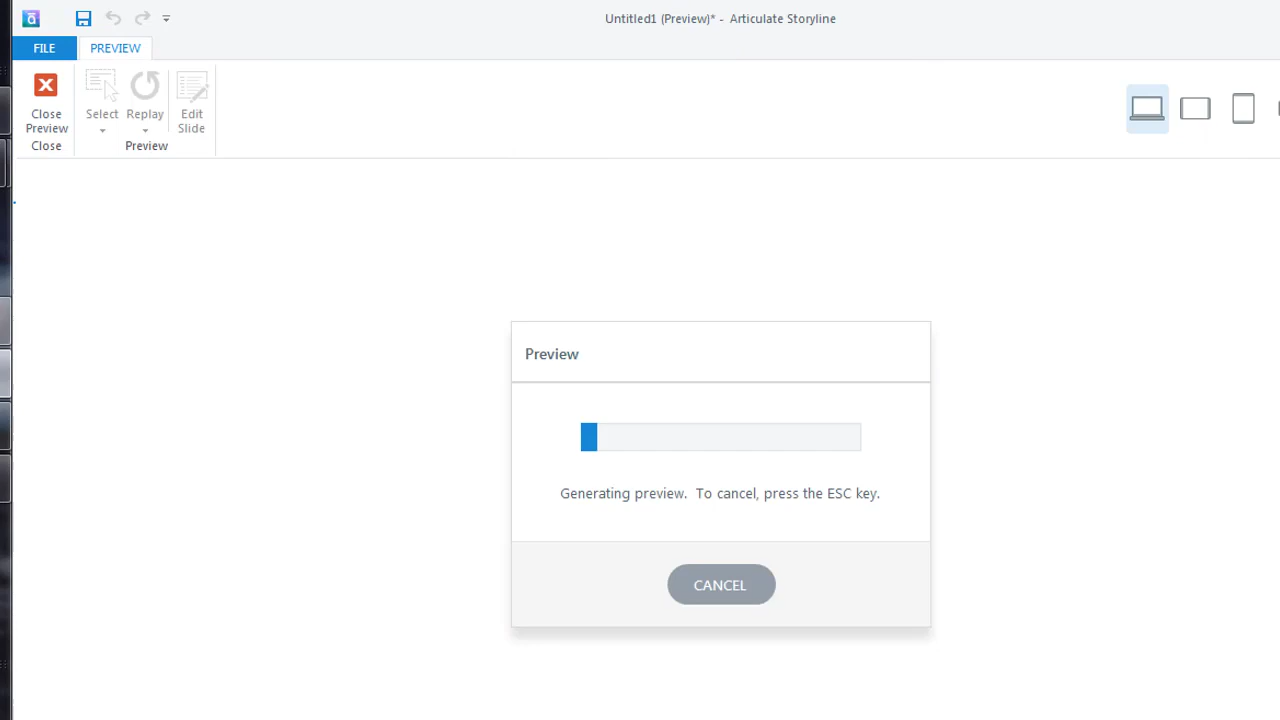 Untitled1 (Preview)* - Articulate Storyline
FILE
PREVIEW
Close Preview
Select
Replay
Edit Slide
Close
Preview
Preview
Generating preview. To cancel, press the ESC key.
CANCEL